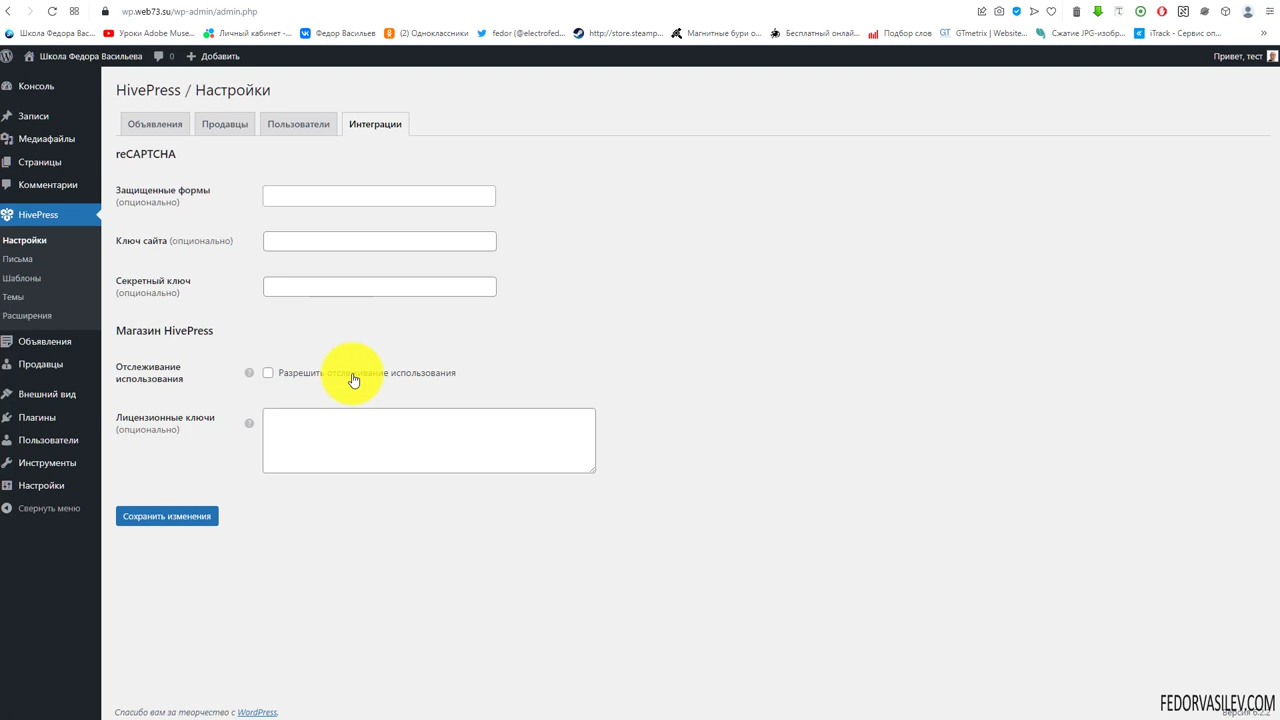 wp.web73.su/wp-admin/admin.php
Школа Федора Вас...
Уроки Adobe Muse...
Личный кабинет -...
Федор Васильев
(2) Одноклассники
fedor (@electrofed...
http://store.steamp...
Магнитные бури о...
Бесплатный онлай...
Подбор слов
GTmetrix | Website...
Сжатие JPG-изобр...
iTrack - Сервис оп...
Школа Федора Васильева
0
Добавить
Привет, тест
Консоль
Записи
Медиафайлы
Страницы
Комментарии
HivePress
Настройки
Письма
Шаблоны
Темы
Расширения
Объявления
Продавцы
Внешний вид
Плагины
Пользователи
Инструменты
Настройки
Свернуть меню
HivePress / Настройки
Объявления
Продавцы
Пользователи
Интеграции
reCAPTCHA
Защищенные формы
(опционально)
Ключ сайта (опционально)
Секретный ключ
(опционально)
Магазин HivePress
Отслеживание
использования
Разрешить отслеживание использования
Лицензионные ключи
(опционально)
Сохранить изменения
Спасибо вам за творчество с WordPress.
FEDORVASILEV.COM
Версия 6.2.2